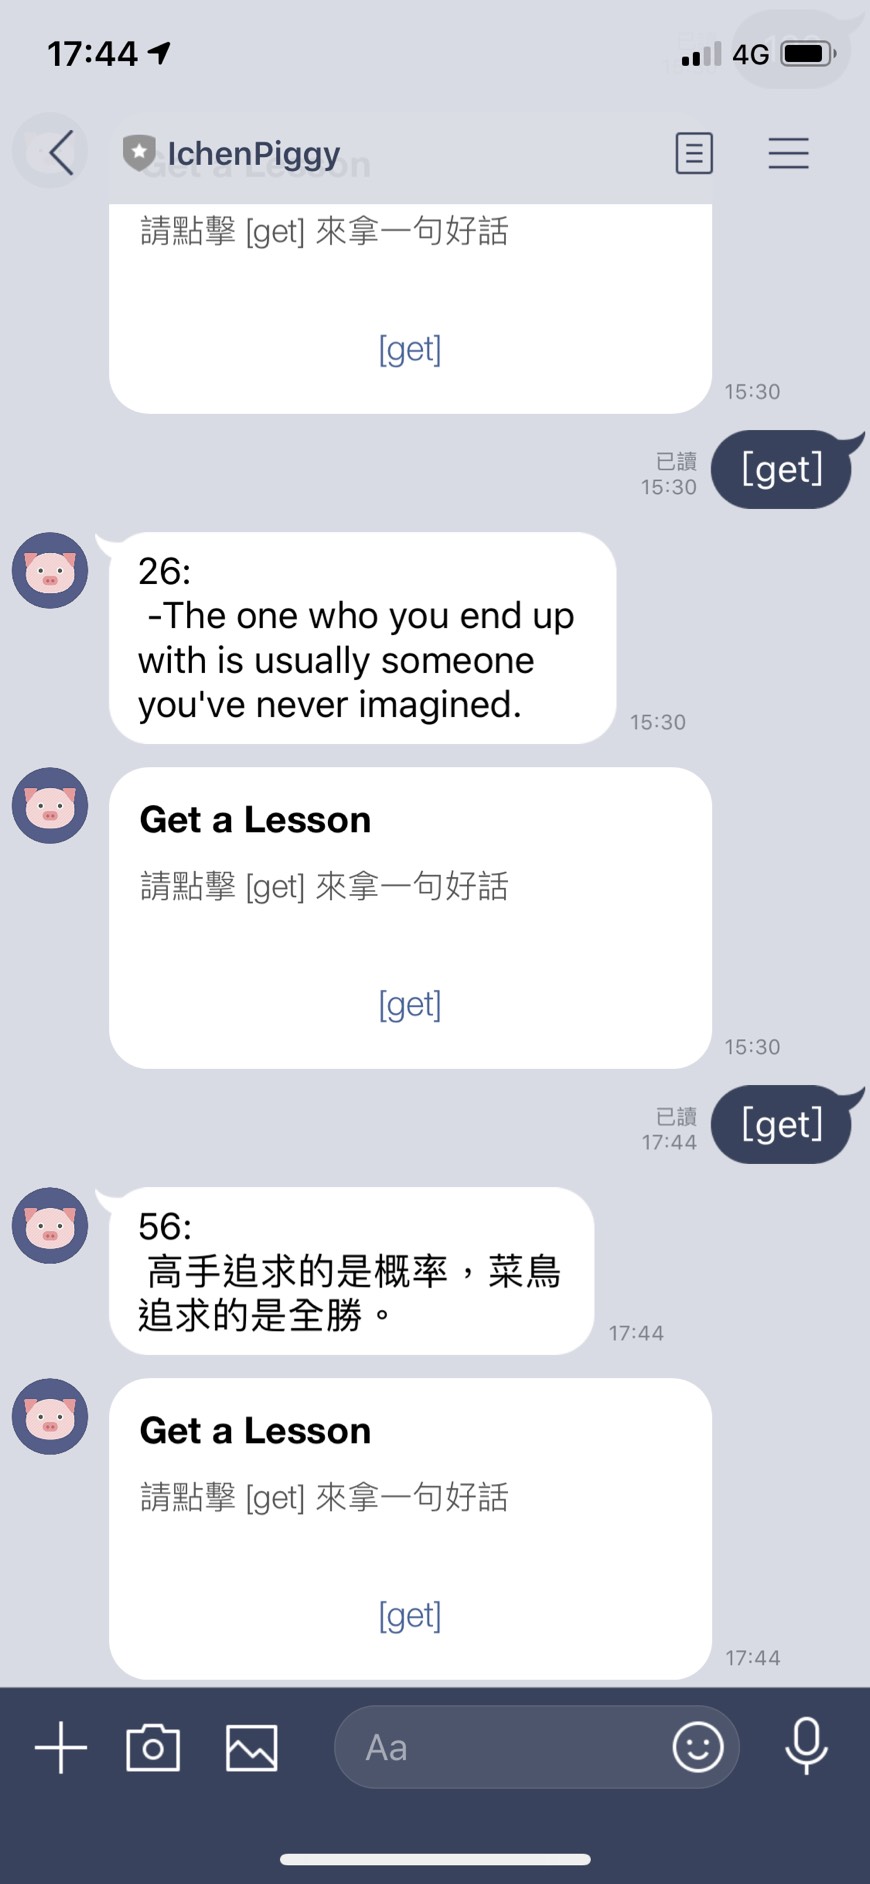 17:44
4G
IchenPiggy
Get a Lesson
請點擊 [get] 來拿一句好話
[get]
15:30
已讀
15:30
[get]
26:
-The one who you end up
with is usually someone
you've never imagined.
15:30
Get a Lesson
請點擊 [get] 來拿一句好話
[get]
15:30
已讀
17:44
[get]
56:
高手追求的是概率，菜鳥
追求的是全勝。
17:44
Get a Lesson
請點擊 [get] 來拿一句好話
[get]
17:44
Aa